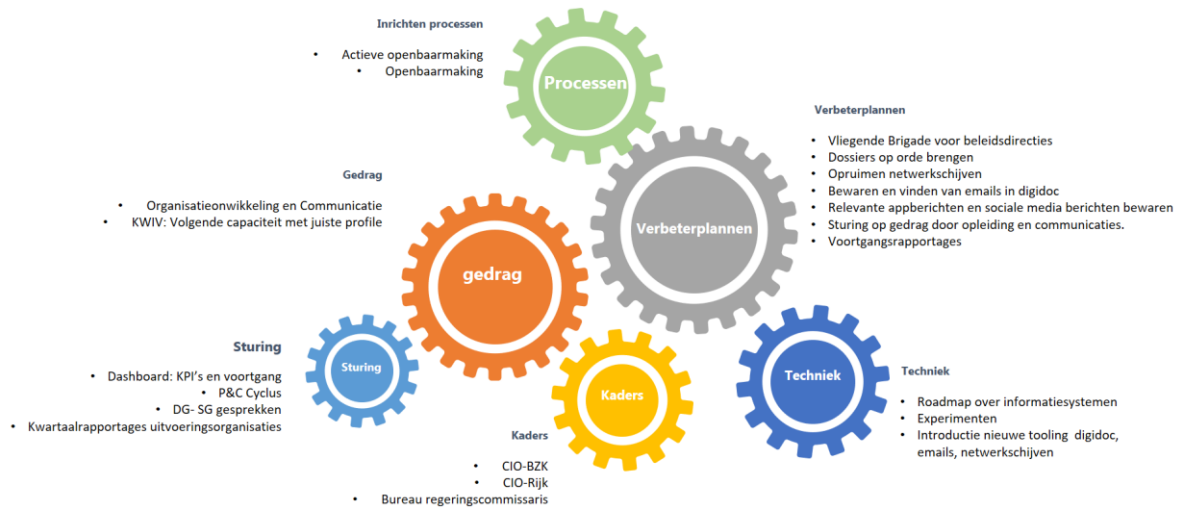 Inrichten processen
• Actieve openbaarmaking
• Openbaarmaking
Processen
Verbeterplannen
• Vliegende Brigade voor beleidsdirecties
• Dossiers op orde brengen
• Opruimen netwerkschijven
• Bewaren en vinden van emails in digidoc
• Relevante appberichten en sociale media berichten bewaren
• Sturing op gedrag door opleiding en communicaties.
• Voortgangsrapportages
Verbeterplannen
Gedrag
• Organisatieonwikkeling en Communicatie
• KWIV: Volgende capaciteit met juiste profile
gedrag
Sturing
• Dashboard: KPI's en voortgang
• P&C Cyclus
• DG- SG gesprekken
• Kwartaalrapportages uitvoeringsorganisaties
Sturing
Kaders
Kaders
• CIO-BZK
• CIO-Rijk
• Bureau regeringscommissaris
Techniek
Techniek
• Roadmap over informatiesystemen
• Experimenten
• Introductie nieuwe tooling digidoc,
emails, netwerkschijven